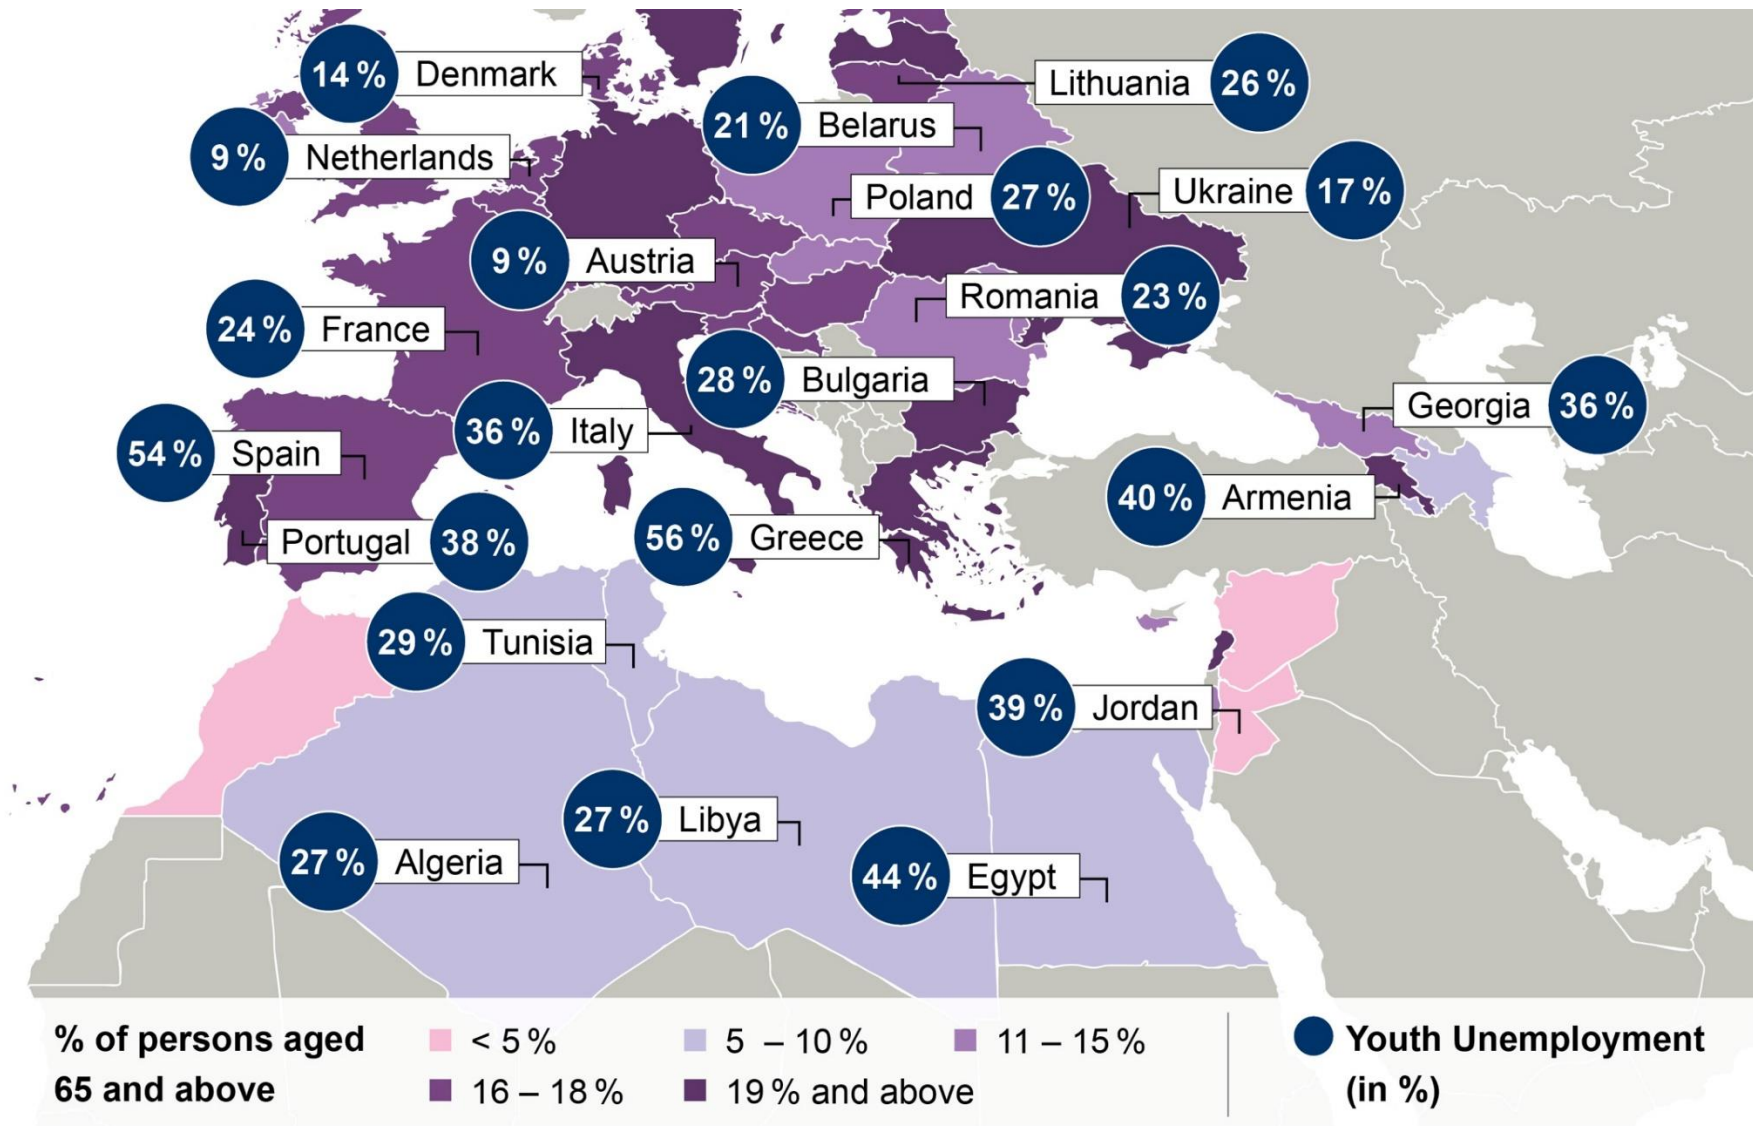 14 % Denmark
Lithuania 26 %
9 % Netherlands
21 % Belarus
Poland 27 %
Ukraine 17 %
9 % Austria
24 % France
Romania 23 %
28 % Bulgaria
Georgia 36 %
54 % Spain
36 % Italy
40 % Armenia
Portugal 38 %
56 % Greece
29 % Tunisia
39 % Jordan
27 % Algeria
27 % Libya
44 % Egypt
% of persons aged
65 and above
< 5 %
5 – 10 %
11 – 15 %
16 – 18 %
19 % and above
Youth Unemployment
(in %)